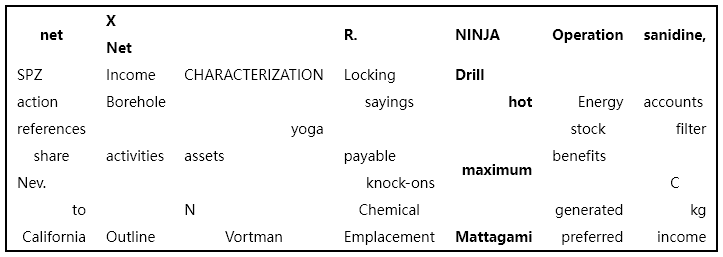 net X Net R. NINJA Operation sanidine,
SPZ Income CHARACTERIZATION Locking Drill
action Borehole sayings hot Energy accounts
references yoga stock filter
share activities assets payable maximum benefits
Nev. knock-ons C
to N Chemical generated kg
California Outline Vortman Emplacement Mattagami preferred income